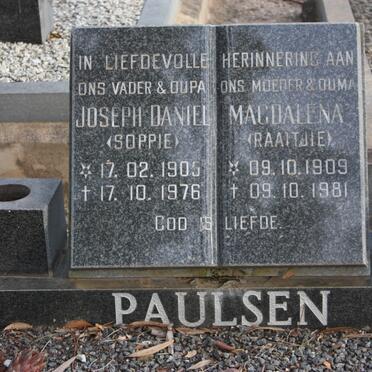 IN LIEFDEVOLLE HERINNERING AAN
ONS VADER & OUPA ONS MOEDER & OUMA
JOSEPH DANIEL MAGDALENA
(SOPPIE) (RAAITJIE)
☆ 17.02.1905 ☆ 09.10.1909
† 17.10.1976 † 09.10.1981
GOD IS LIEFDE.
PAULSEN